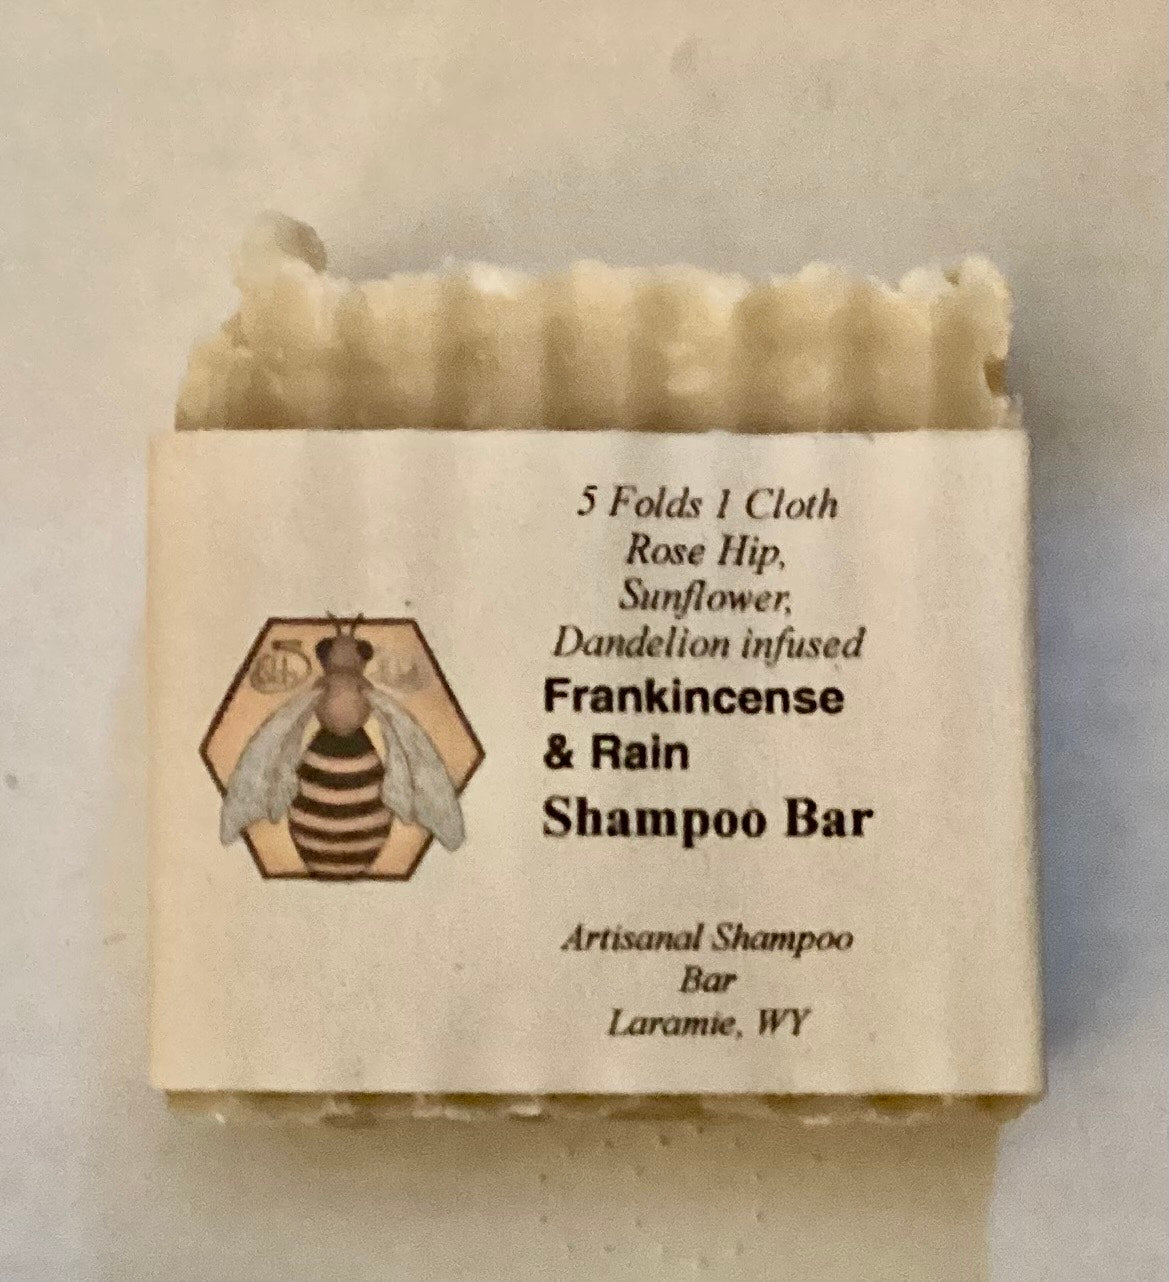 5 Folds 1 Cloth
Rose Hip,
Sunflower,
Dandelion infused
Frankincense
& Rain
Shampoo Bar
Artisanal Shampoo
Bar
Laramie, WY